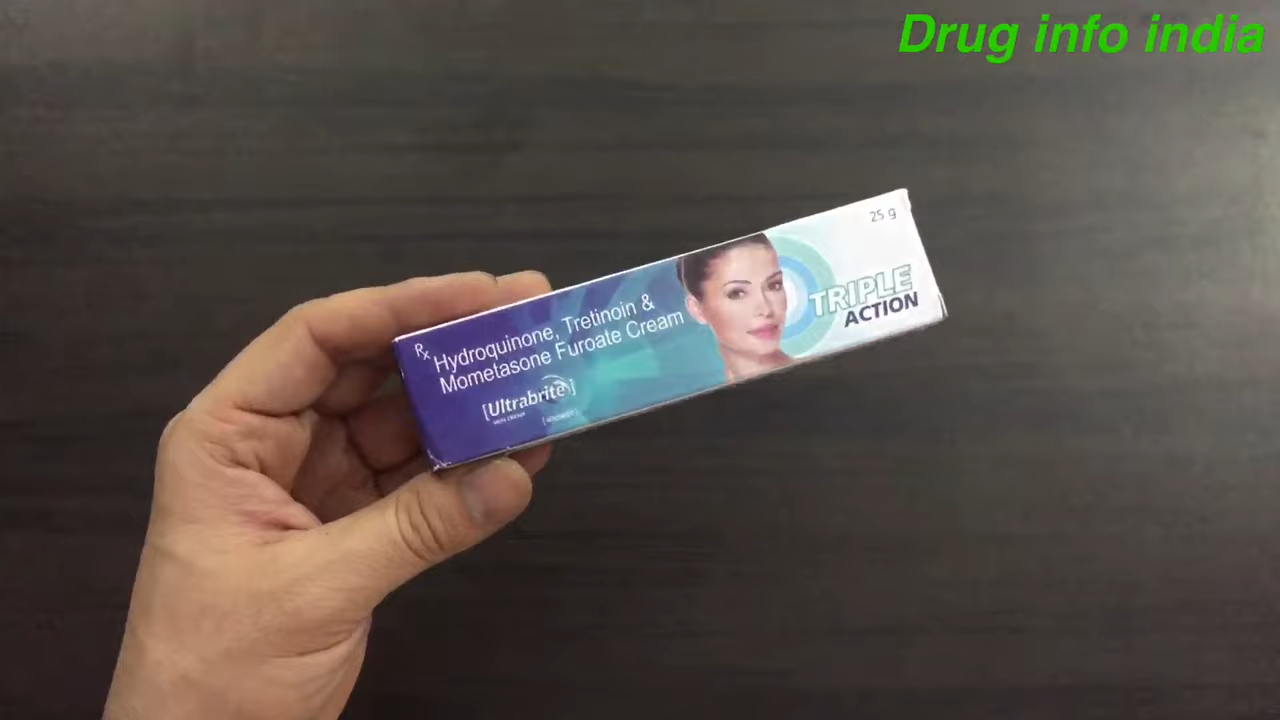 Drug info india
25 g
TRIPLE
ACTION
Rx Hydroquinone, Tretinoin &
Mometasone Furoate Cream
[Ultrabrite]